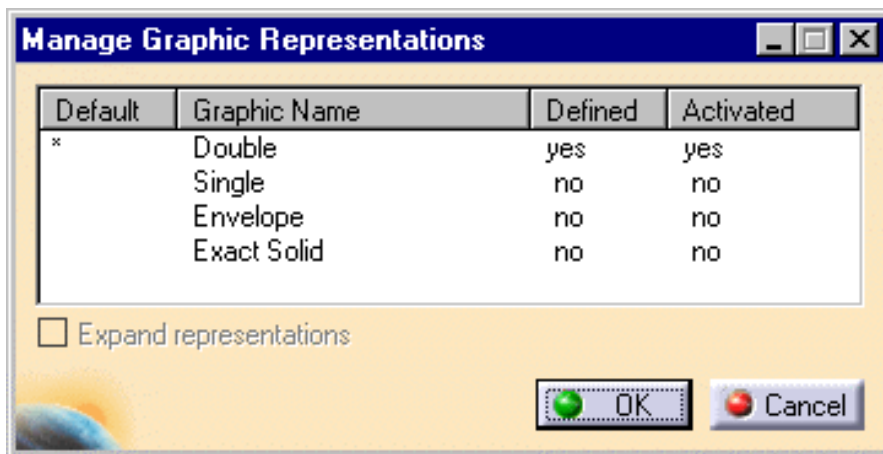 Manage Graphic Representations
Default Graphic Name Defined Activated
* Double yes yes
Single no no
Envelope no no
Exact Solid no no
Expand representations
OK Cancel